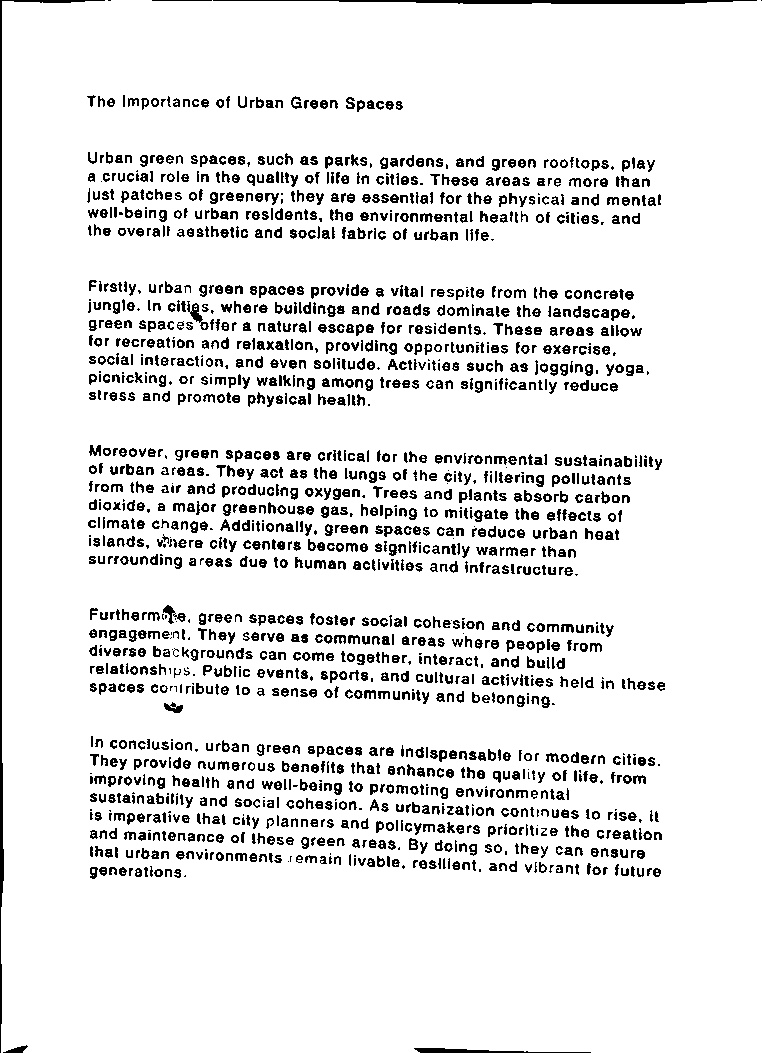 The Importance of Urban Green Spaces
Urban green spaces, such as parks, gardens, and green rooftops, play
a crucial role in the quality of life in cities. These areas are more than
just patches of greenery; they are essential for the physical and mental
well-being of urban residents, the environmental health of cities, and
the overall aesthetic and social fabric of urban life.
Firstly, urban green spaces provide a vital respite from the concrete
jungle. In cities, where buildings and roads dominate the landscape,
green spaces offer a natural escape for residents. These areas allow
for recreation and relaxation, providing opportunities for exercise,
social interaction, and even solitude. Activities such as jogging, yoga,
picnicking, or simply walking among trees can significantly reduce
stress and promote physical health.
Moreover, green spaces are critical for the environmental sustainability
of urban areas. They act as the lungs of the city, filtering pollutants
from the air and producing oxygen. Trees and plants absorb carbon
dioxide, a major greenhouse gas, helping to mitigate the effects of
climate change. Additionally, green spaces can reduce urban heat
islands, where city centers become significantly warmer than
surrounding areas due to human activities and infrastructure.
Furthermore, green spaces foster social cohesion and community
engagement. They serve as communal areas where people from
diverse backgrounds can come together, interact, and build
relationships. Public events, sports, and cultural activities held in these
spaces contribute to a sense of community and belonging.
In conclusion, urban green spaces are indispensable for modern cities.
They provide numerous benefits that enhance the quality of life, from
improving health and well-being to promoting environmental
sustainability and social cohesion. As urbanization continues to rise, it
is imperative that city planners and policymakers prioritize the creation
and maintenance of these green areas. By doing so, they can ensure
that urban environments remain livable, resilient, and vibrant for future
generations.